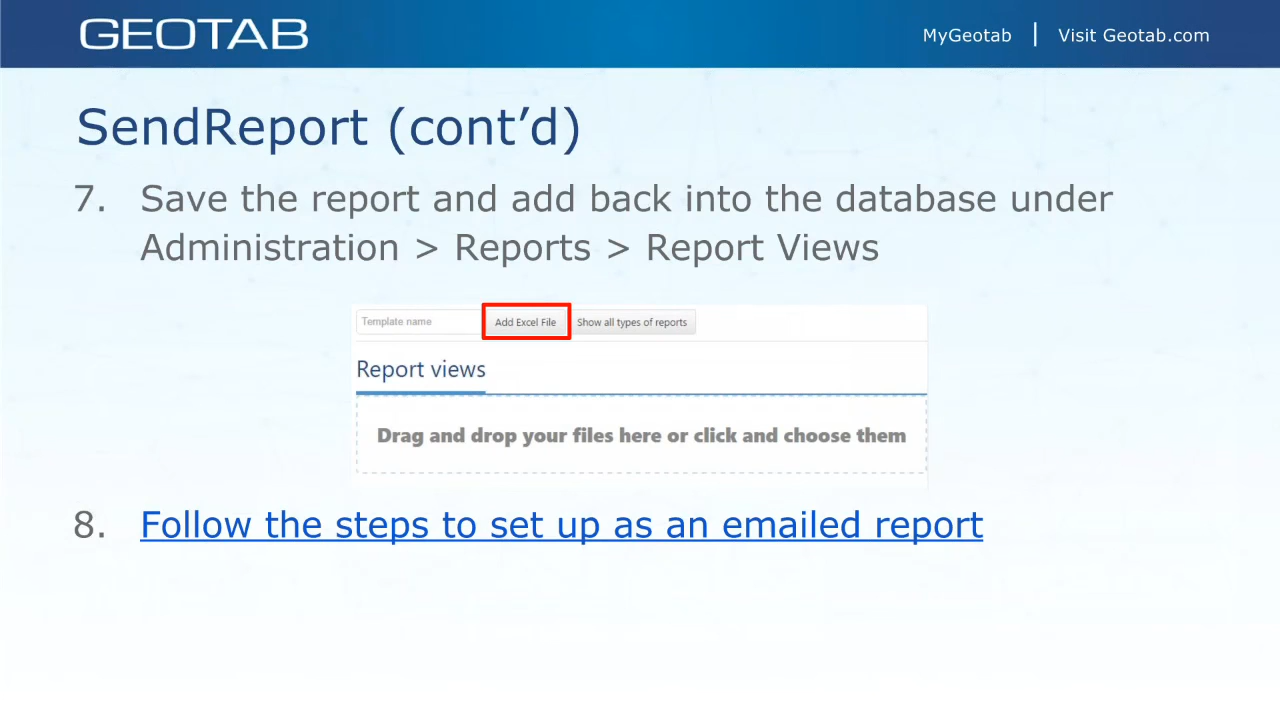 GEOTAB
MyGeotab | Visit Geotab.com
SendReport (cont’d)
7. Save the report and add back into the database under
Administration > Reports > Report Views
Template name Add Excel File Show all types of reports
Report views
Drag and drop your files here or click and choose them
8. Follow the steps to set up as an emailed report